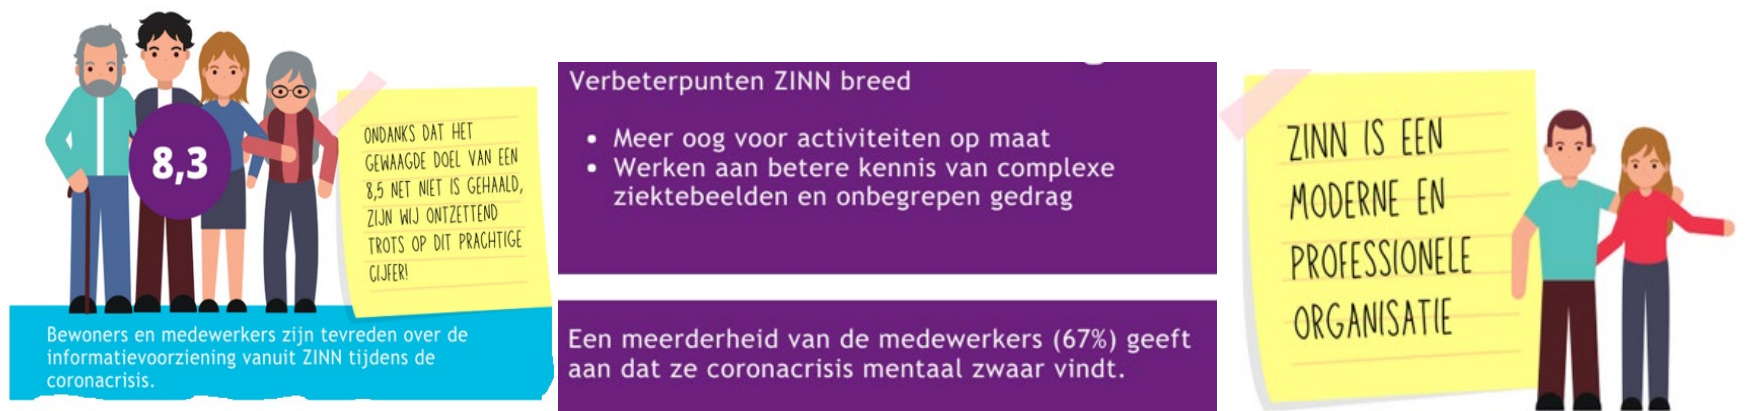 8,3
ONDANKS DAT HET
GEWAAGDE DOEL VAN EEN
8,5 NET NIET IS GEHAALD,
ZIJN WIJ ONTZETTEND
TROTS OP DIT PRACHTIGE
CIJFER!
Bewoners en medewerkers zijn tevreden over de
informatievoorziening vanuit ZINN tijdens de
coronacrisis.
Verbeterpunten ZINN breed
• Meer oog voor activiteiten op maat
• Werken aan betere kennis van complexe
ziektebeelden en onbegrepen gedrag
Een meerderheid van de medewerkers (67%) geeft
aan dat ze coronacrisis mentaal zwaar vindt.
ZINN IS EEN
MODERNE EN
PROFESSIONELE
ORGANISATIE